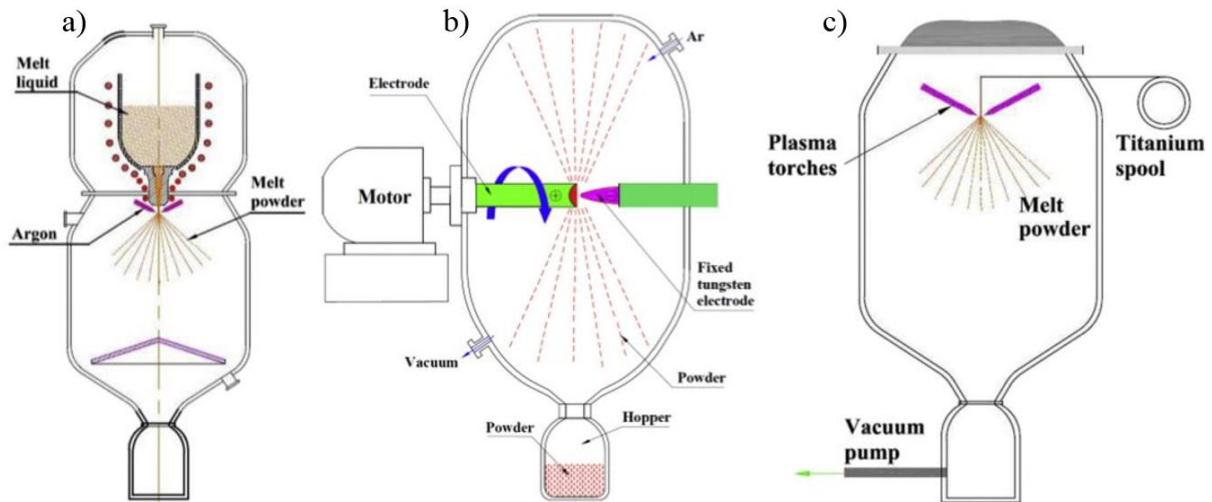 a)
Melt
liquid
Melt
powder
Argon
b)
Ar
Electrode
Motor
Fixed
tungsten
electrode
Vacuum
Powder
Powder
Hopper
c)
Plasma
torches
Titanium
spool
Melt
powder
Vacuum
pump